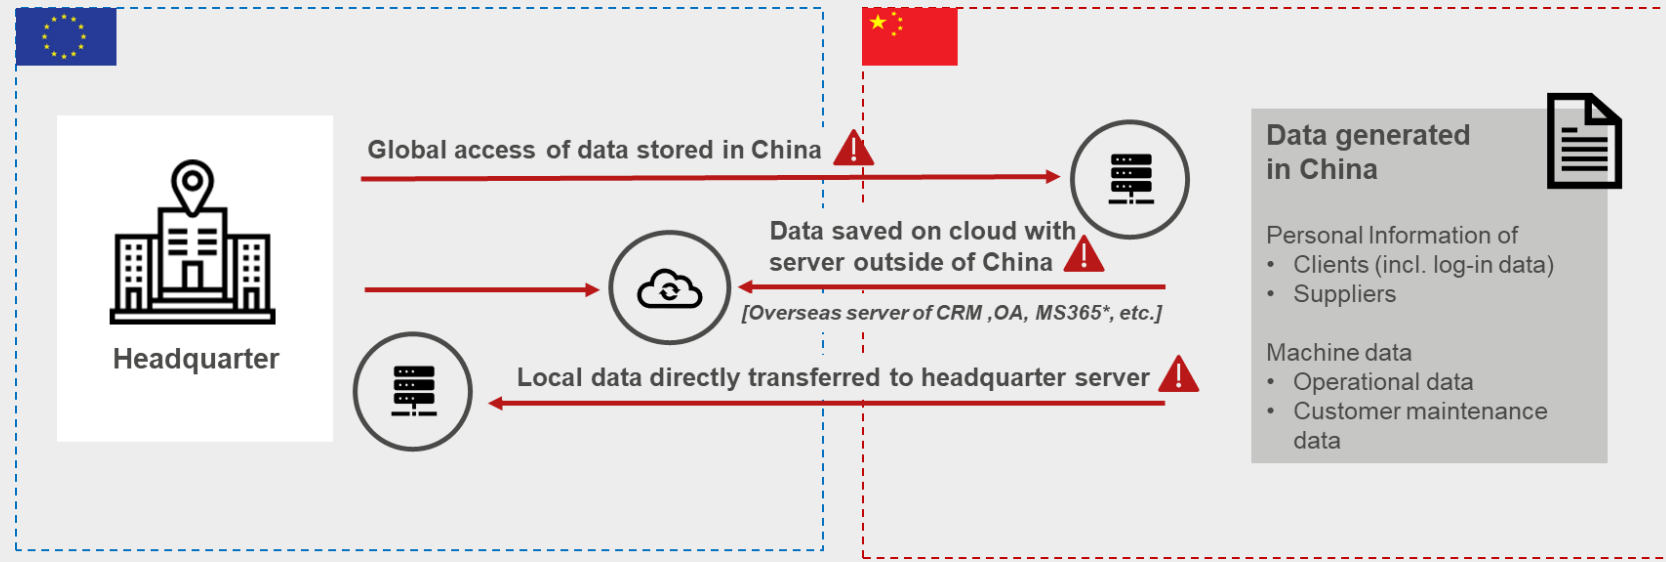 Global access of data stored in China
Data saved on cloud with
server outside of China
[Overseas server of CRM ,OA, MS365*, etc.]
Headquarter
Local data directly transferred to headquarter server
Data generated
in China
Personal Information of
• Clients (incl. log-in data)
• Suppliers
Machine data
• Operational data
• Customer maintenance
data